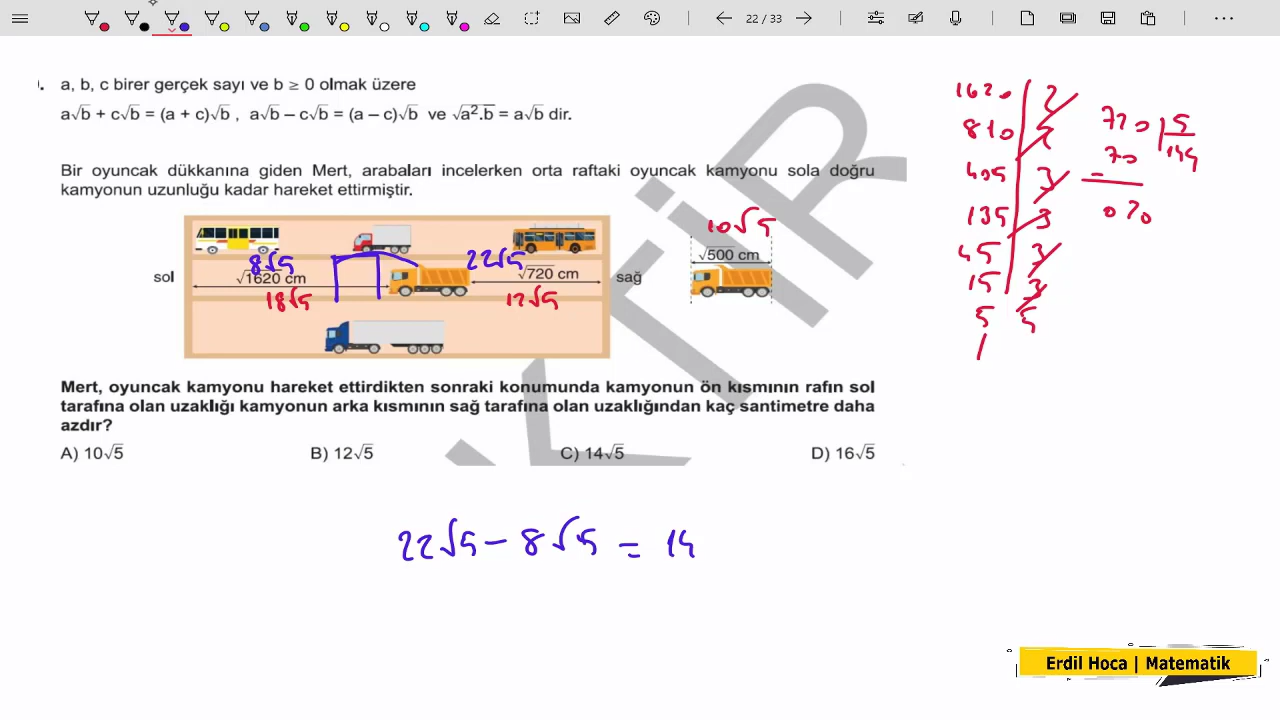 22 / 33
a, b, c birer gerçek sayı ve b ≥ 0 olmak üzere
a√b + c√b = (a + c)√b , a√b – c√b = (a – c)√b ve √a².b = a√b dir.
Bir oyuncak dükkanına giden Mert, arabaları incelerken orta raftaki oyuncak kamyonu sola doğru
kamyonun uzunluğu kadar hareket ettirmiştir.
10√5
8√5
22√5
√500 cm
sol
√1620 cm
√720 cm
sağ
18√5
12√5
Mert, oyuncak kamyonu hareket ettirdikten sonraki konumunda kamyonun ön kısmının rafın sol
tarafına olan uzaklığı kamyonun arka kısmının sağ tarafına olan uzaklığından kaç santimetre daha
azdır?
A) 10√5
B) 12√5
C) 14√5
D) 16√5
22√5 – 8√5 = 14
1620 2
810
405 3
135 3
45 3
15 3
5 5
1
720 5
144
70
020
KTİR
Erdil Hoca | Matematik